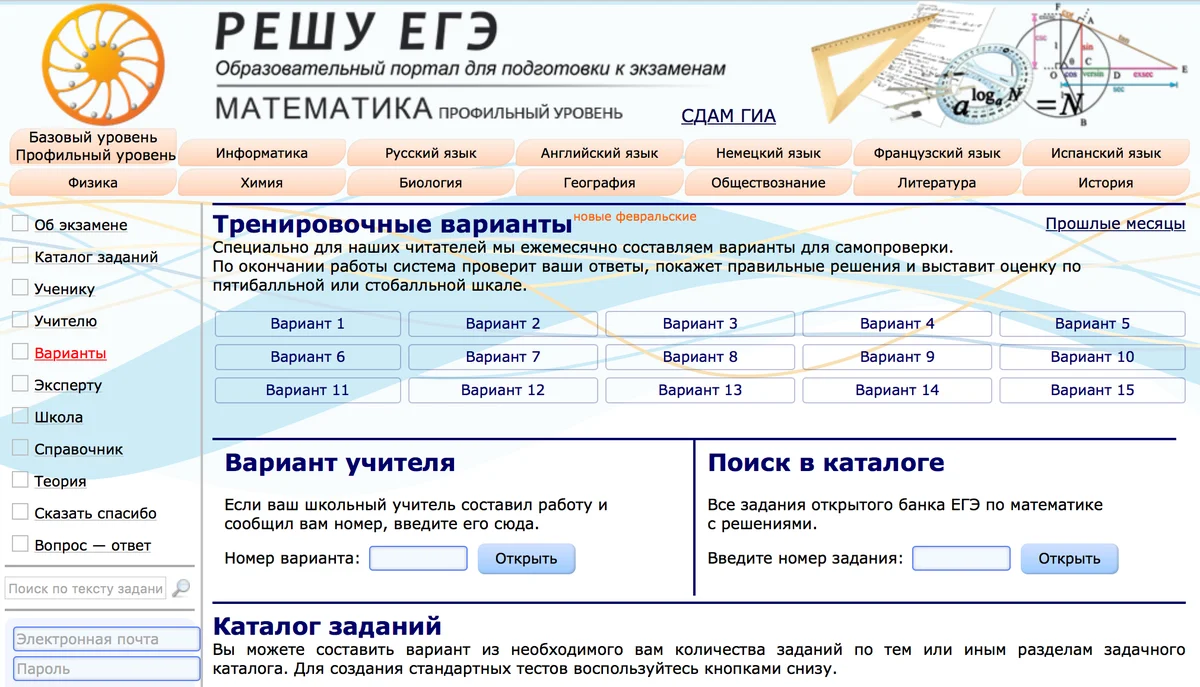 РЕШУ ЕГЭ
Образовательный портал для подготовки к экзаменам
МАТЕМАТИКА ПРОФИЛЬНЫЙ УРОВЕНЬ
СДАМ ГИА
Базовый уровень
Профильный уровень
Информатика
Русский язык
Английский язык
Немецкий язык
Французский язык
Испанский язык
Физика
Химия
Биология
География
Обществознание
Литература
История
Об экзамене
Каталог заданий
Ученику
Учителю
Варианты
Эксперту
Школа
Справочник
Теория
Сказать спасибо
Вопрос — ответ
Поиск по тексту задани
Электронная почта
Пароль
Тренировочные варианты новые февральские
Прошлые месяцы
Специально для наших читателей мы ежемесячно составляем варианты для самопроверки.
По окончании работы система проверит ваши ответы, покажет правильные решения и выставит оценку по
пятибалльной или стобалльной шкале.
Вариант 1
Вариант 2
Вариант 3
Вариант 4
Вариант 5
Вариант 6
Вариант 7
Вариант 8
Вариант 9
Вариант 10
Вариант 11
Вариант 12
Вариант 13
Вариант 14
Вариант 15
Вариант учителя
Если ваш школьный учитель составил работу и
сообщил вам номер, введите его сюда.
Номер варианта:
Открыть
Поиск в каталоге
Все задания открытого банка ЕГЭ по математике
с решениями.
Введите номер задания:
Открыть
Каталог заданий
Вы можете составить вариант из необходимого вам количества заданий по тем или иным разделам задачного
каталога. Для создания стандартных тестов воспользуйтесь кнопками снизу.